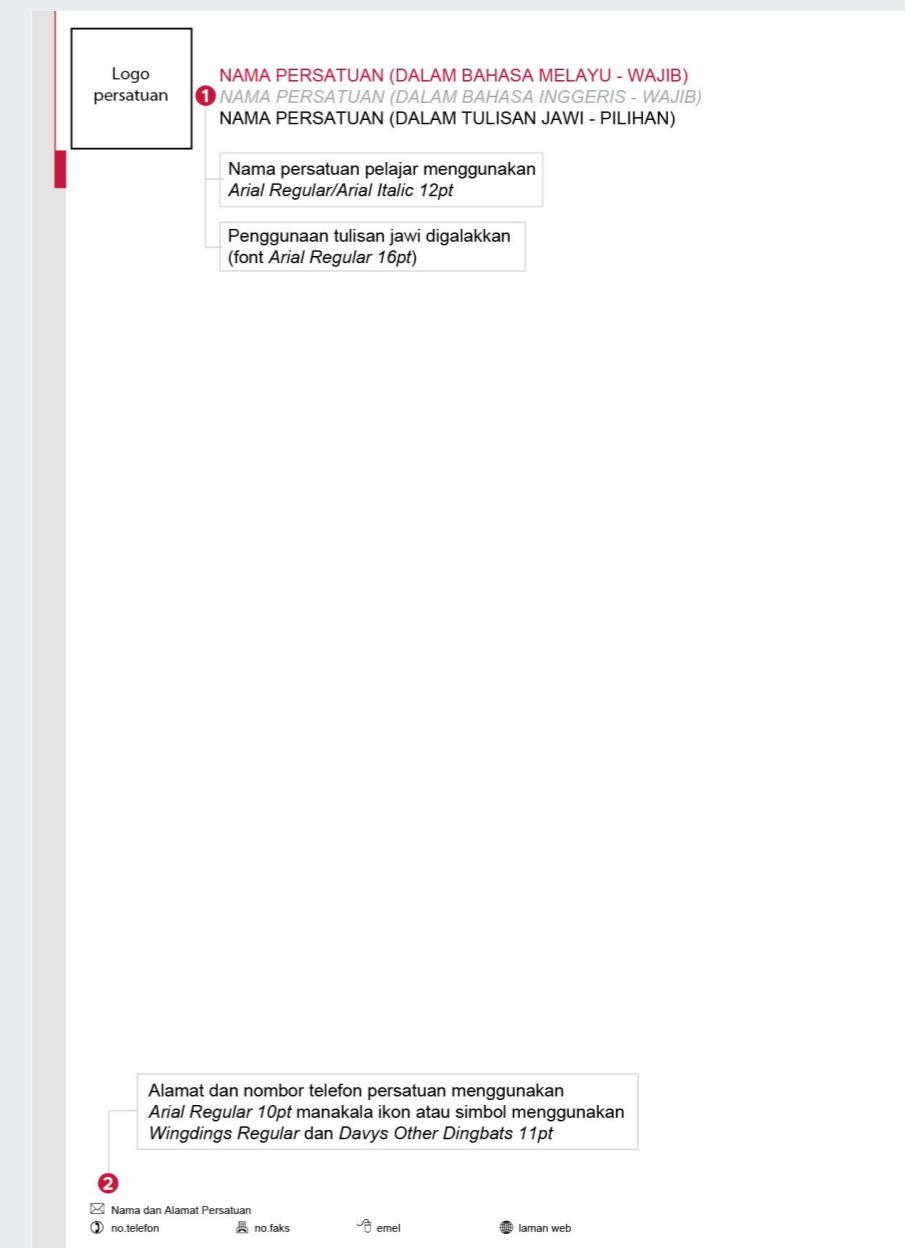 Logo
persatuan
NAMA PERSATUAN (DALAM BAHASA MELAYU - WAJIB)
1 NAMA PERSATUAN (DALAM BAHASA INGGERIS - WAJIB)
NAMA PERSATUAN (DALAM TULISAN JAWI - PILIHAN)
Nama persatuan pelajar menggunakan
Arial Regular/Arial Italic 12pt
Penggunaan tulisan jawi digalakkan
(font Arial Regular 16pt)
Alamat dan nombor telefon persatuan menggunakan
Arial Regular 10pt manakala ikon atau simbol menggunakan
Wingdings Regular dan Davys Other Dingbats 11pt
2
Nama dan Alamat Persatuan
no.telefon no.faks emel laman web